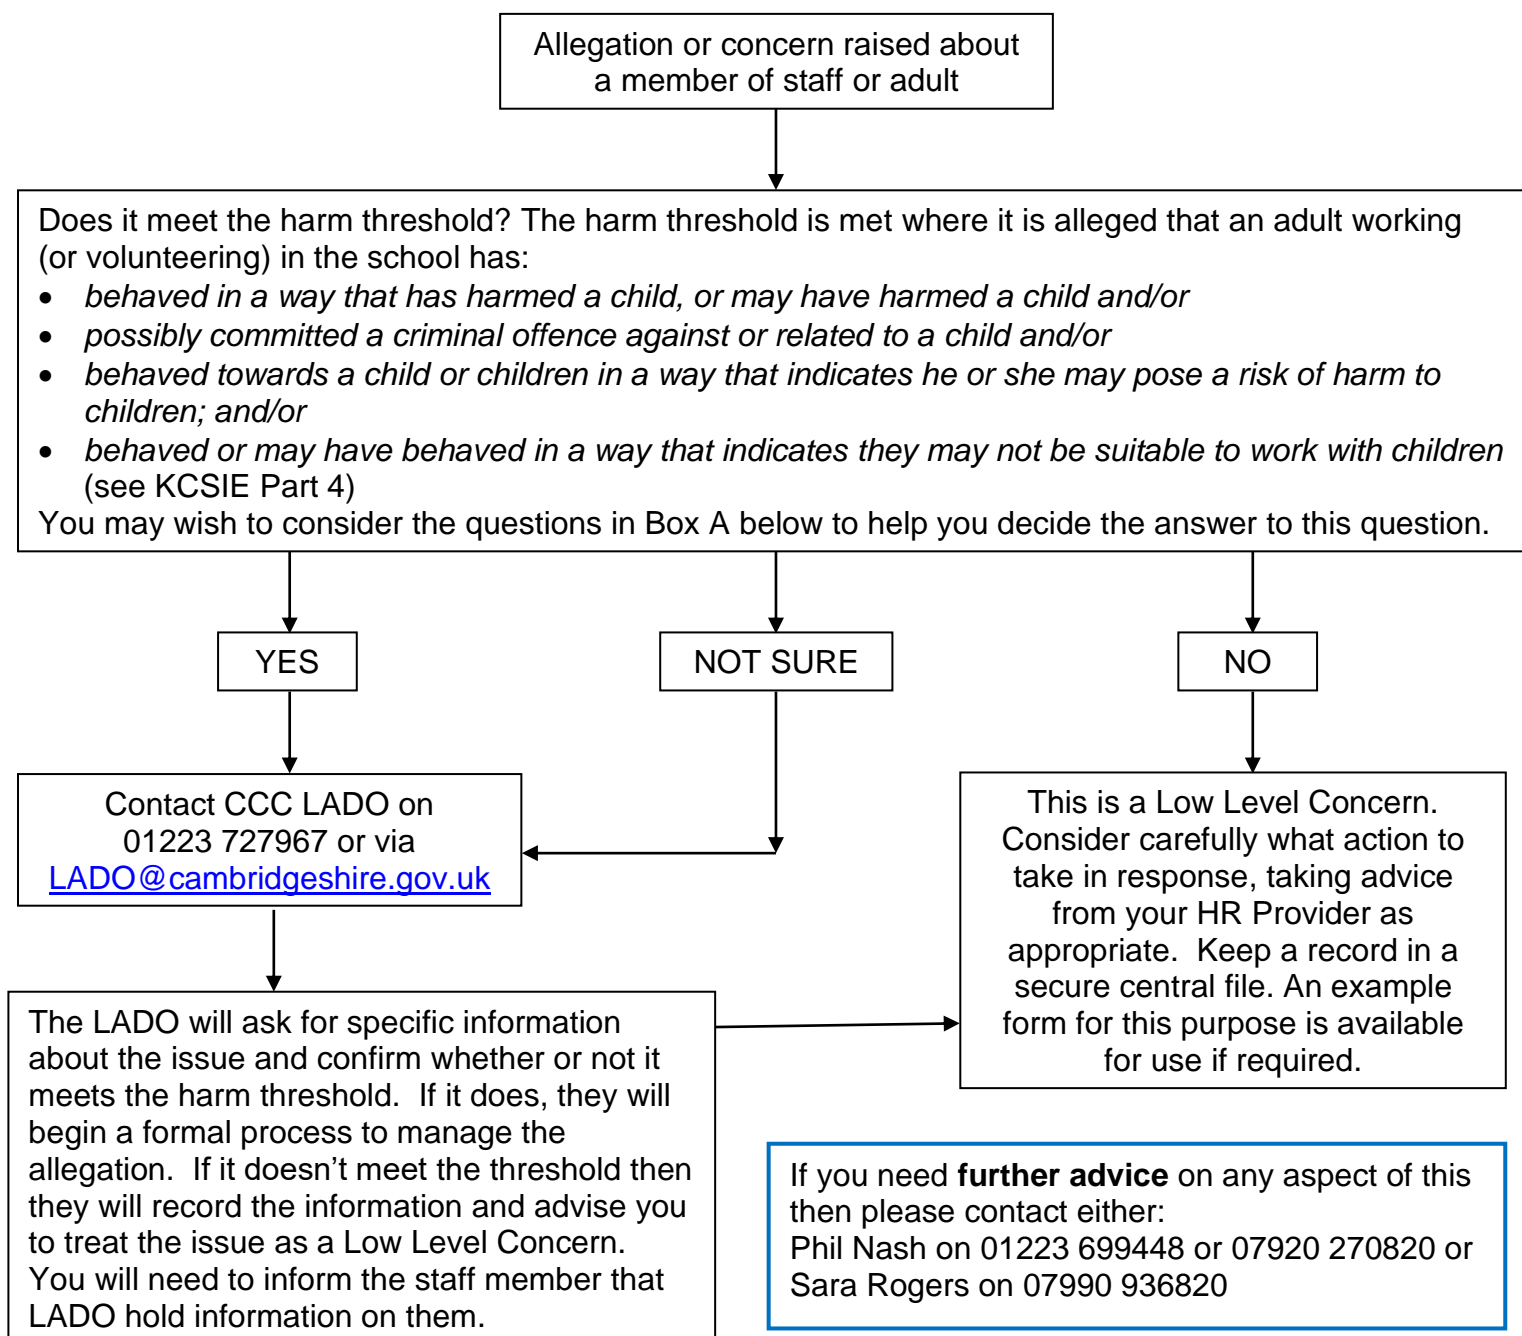 Allegation or concern raised about
a member of staff or adult
Does it meet the harm threshold? The harm threshold is met where it is alleged that an adult working
(or volunteering) in the school has:
• behaved in a way that has harmed a child, or may have harmed a child and/or
• possibly committed a criminal offence against or related to a child and/or
• behaved towards a child or children in a way that indicates he or she may pose a risk of harm to
children; and/or
• behaved or may have behaved in a way that indicates they may not be suitable to work with children
(see KCSIE Part 4)
You may wish to consider the questions in Box A below to help you decide the answer to this question.
YES
NOT SURE
NO
Contact CCC LADO on
01223 727967 or via
LADO@cambridgeshire.gov.uk
This is a Low Level Concern.
Consider carefully what action to
take in response, taking advice
from your HR Provider as
appropriate.  Keep a record in a
secure central file. An example
form for this purpose is available
for use if required.
The LADO will ask for specific information
about the issue and confirm whether or not it
meets the harm threshold.  If it does, they will
begin a formal process to manage the
allegation.  If it doesn’t meet the threshold then
they will record the information and advise you
to treat the issue as a Low Level Concern.
You will need to inform the staff member that
LADO hold information on them.
If you need further advice on any aspect of this
then please contact either:
Phil Nash on 01223 699448 or 07920 270820 or
Sara Rogers on 07990 936820